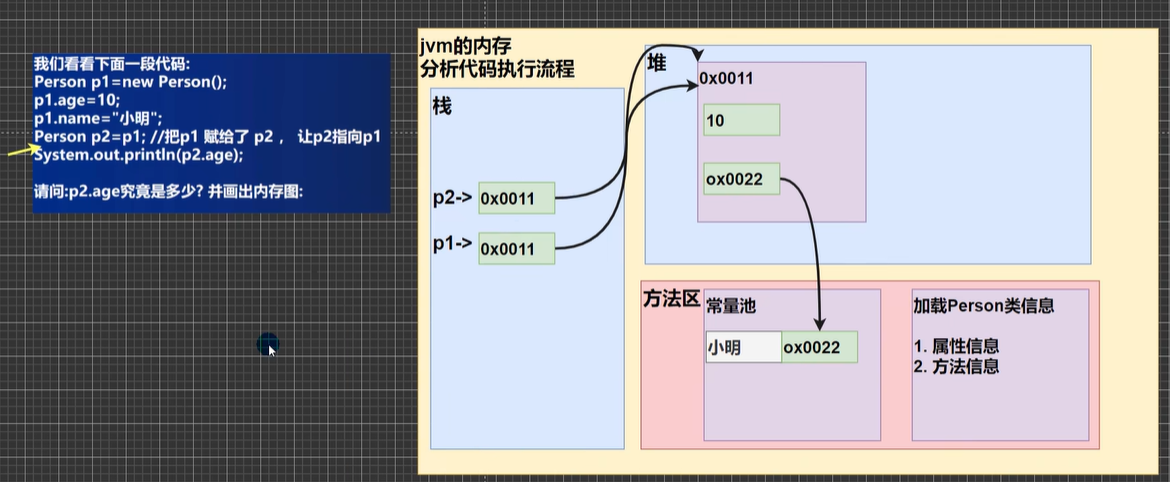 我们看看下面一段代码:
Person p1=new Person();
p1.age=10;
p1.name="小明";
Person p2=p1; //把p1 赋给了 p2 ， 让p2指向p1
System.out.println(p2.age);
请问:p2.age究竟是多少? 并画出内存图:
jvm的内存
分析代码执行流程
栈
p2-> 0x0011
p1-> 0x0011
堆
0x0011
10
ox0022
方法区
常量池
小明 ox0022
加载Person类信息
1. 属性信息
2. 方法信息